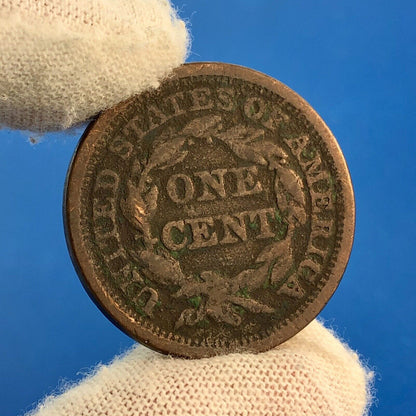 UNITED STATES OF AMERICA
ONE
CENT